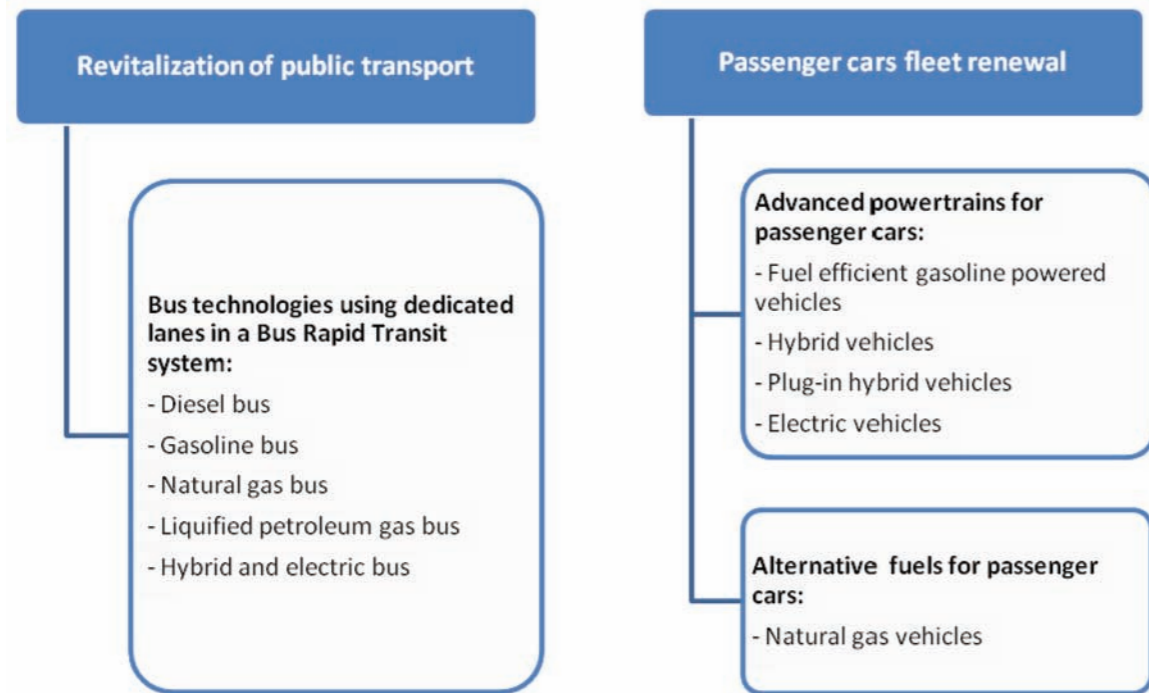 Revitalization of public transport
Bus technologies using dedicated
lanes in a Bus Rapid Transit
system:
- Diesel bus
- Gasoline bus
- Natural gas bus
- Liquified petroleum gas bus
- Hybrid and electric bus
Passenger cars fleet renewal
Advanced powertrains for
passenger cars:
- Fuel efficient gasoline powered
vehicles
- Hybrid vehicles
- Plug-in hybrid vehicles
- Electric vehicles
Alternative fuels for passenger
cars:
- Natural gas vehicles